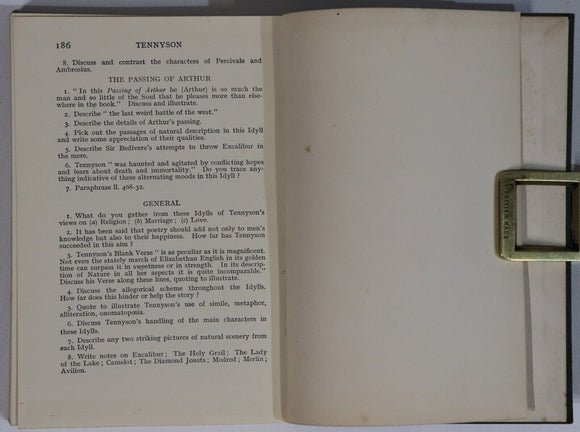 186 TENNYSON
8. Discuss and contrast the characters of Percivale and
Ambrosius.
THE PASSING OF ARTHUR
1. "In this Passing of Arthur he (Arthur) is so much the
man and so little of the Soul that he pleases more than else-
where in the book." Discuss and illustrate.
2. Describe "the last weird battle of the west."
3. Describe the details of Arthur's passing.
4. Pick out the passages of natural description in this Idyll
and write some appreciation of their qualities.
5. Describe Sir Bedivere's attempts to throw Excalibur in
the mere.
6. Tennyson "was haunted and agitated by conflicting hopes
and fears about death and immortality." Do you trace any-
thing indicative of these alternating moods in this Idyll?
7. Paraphrase ll. 408-32.
GENERAL
1. What do you gather from these Idylls of Tennyson's
views on (a) Religion; (b) Marriage; (c) Love.
2. It has been said that poetry should add not only to men's
knowledge but also to their happiness. How far has Tennyson
succeeded in this aim?
3. Tennyson's Blank Verse "is as peculiar as it is magnificent.
Not even the stately march of Elizabethan English in its golden
time can surpass it in sweetness or in strength. In its descrip-
tion of Nature in all her aspects it is quite incomparable."
Discuss his Verse along these lines, quoting to illustrate.
4. Discuss the allegorical scheme throughout the Idylls.
How far does this hinder or help the story?
5. Quote to illustrate Tennyson's use of simile, metaphor,
alliteration, onomatopœia.
6. Discuss Tennyson's handling of the main characters in
these Idylls.
7. Describe any two striking pictures of natural scenery from
each Idyll.
8. Write notes on Excalibur; The Holy Grail; The Lady
of the Lake; Camelot; The Diamond Jousts; Modred; Merlin;
Avilion.